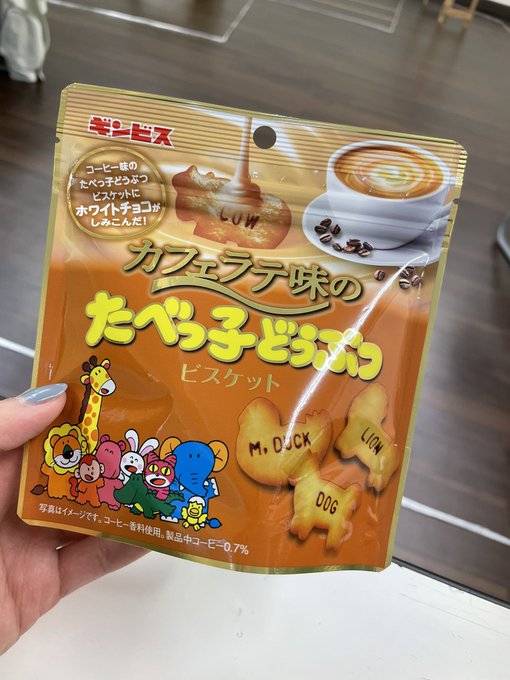 ギンビス
コーヒー味の
たべっ子どうぶつ
ビスケットに
ホワイトチョコが
しみこんだ!
COW
カフェラテ味の
たべっ子どうぶつ
ビスケット
M, DUCK
LION
DOG
写真はイメージです。コーヒー香料使用。製品中コーヒー0.7%